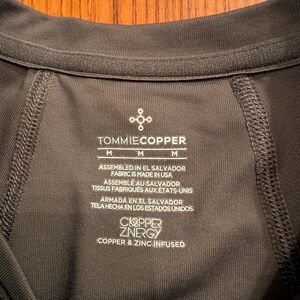 TOMMIECOPPER
M M M
ASSEMBLED IN EL SALVADOR
FABRIC IS MADE IN USA
ASSEMBLÉ AU SALVADOR
TISSUS FABRIQUÉS AUX ÉTATS-UNIS
ARMADA EN EL SALVADOR
TELA HECHA EN LOS ESTADOS UNIDOS
COPPER
ZNERGY
COPPER & ZINC INFUSED